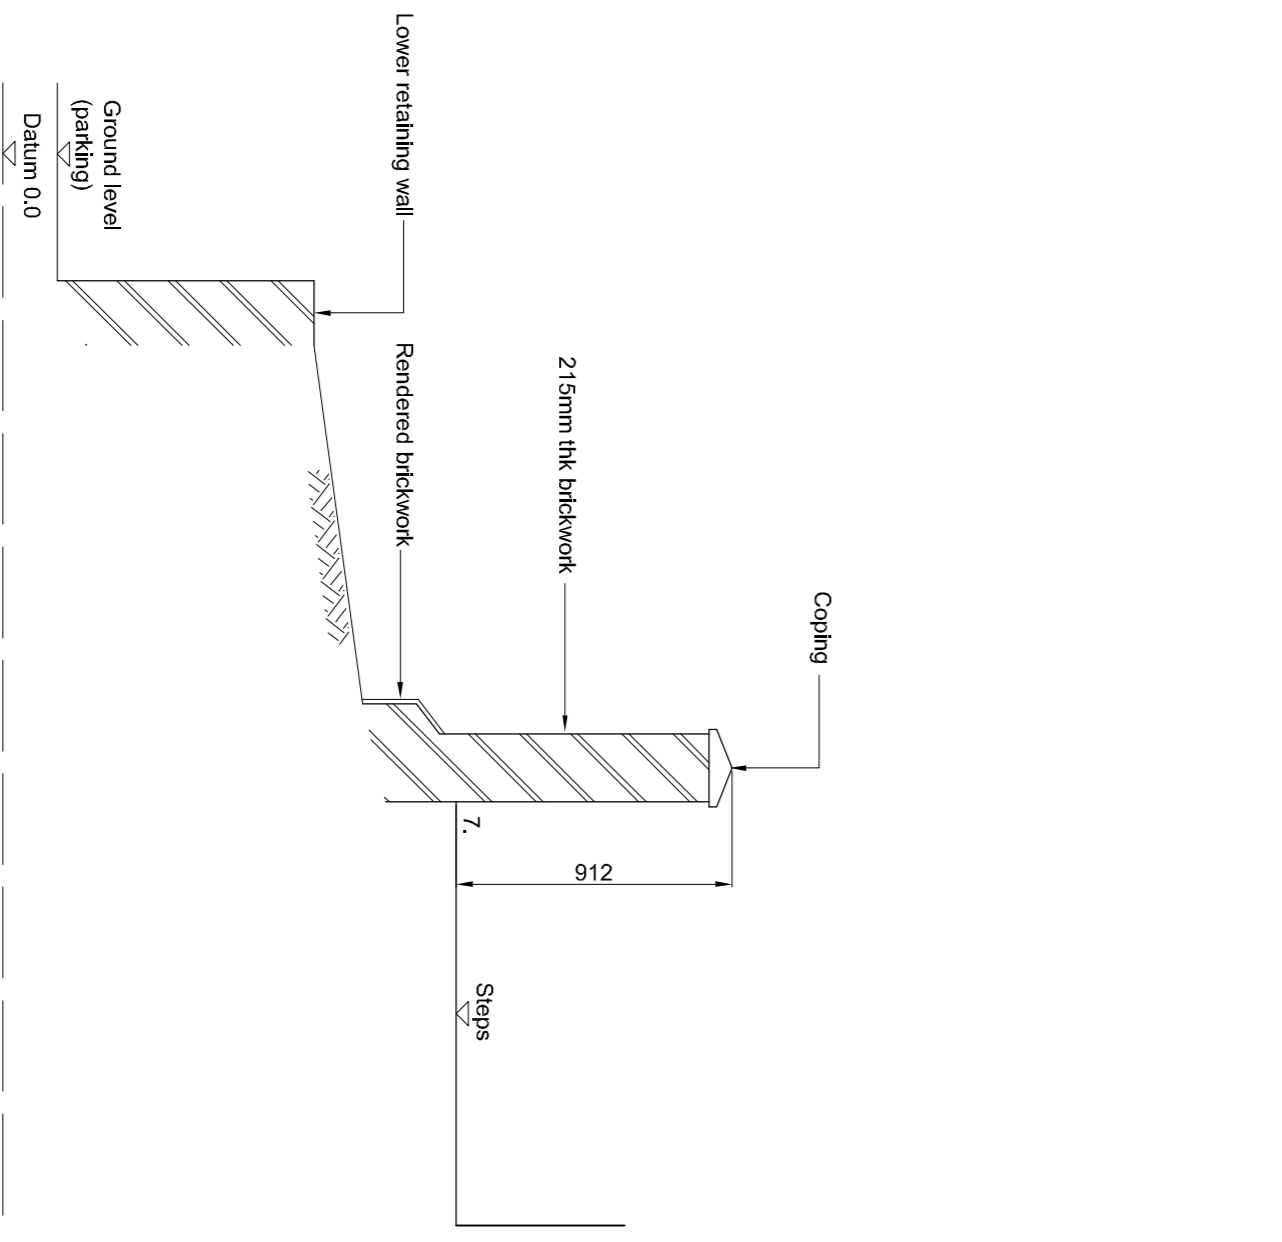 Coping
215mm thk brickwork
Lower retaining wall
Rendered brickwork
912
7.
Steps
Ground level
(parking)
Datum 0.0